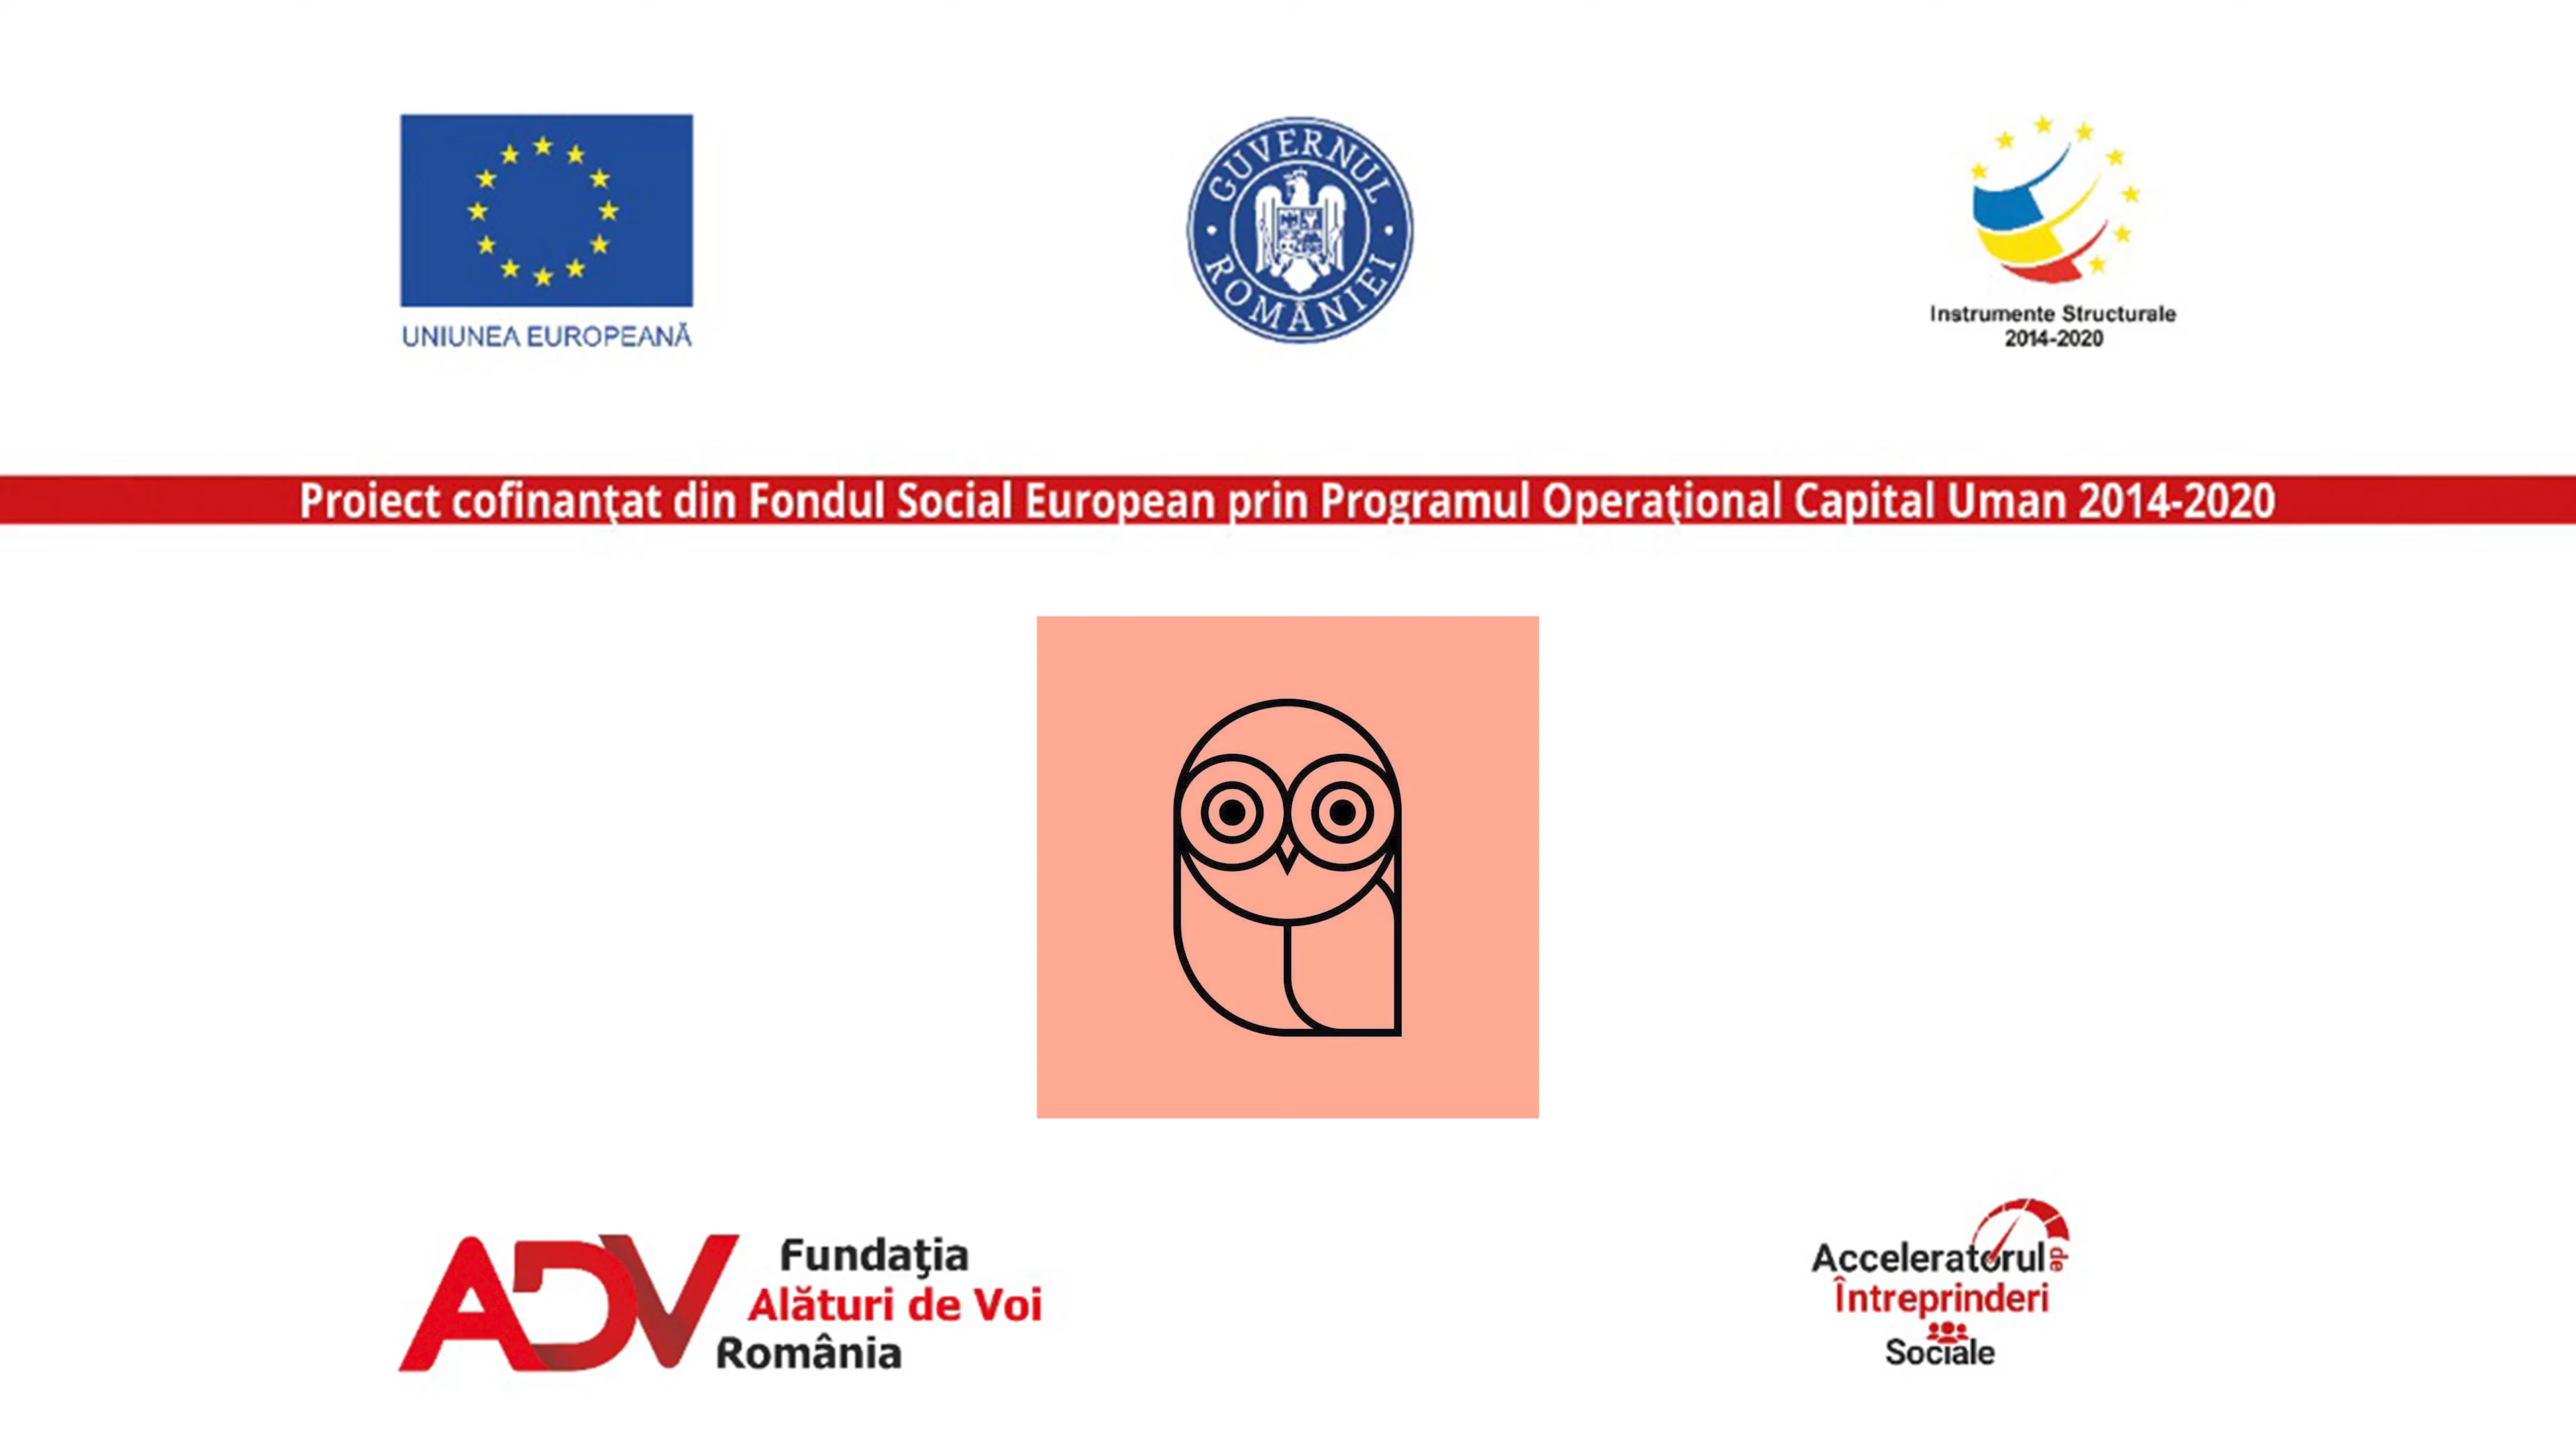 UNIUNEA EUROPEANĂ
GUVERNUL ROMÂNIEI
Instrumente Structurale
2014-2020
Proiect cofinanţat din Fondul Social European prin Programul Operaţional Capital Uman 2014-2020
ADV
Fundaţia
Alături de Voi
România
Acceleratorul de
Întreprinderi
Sociale